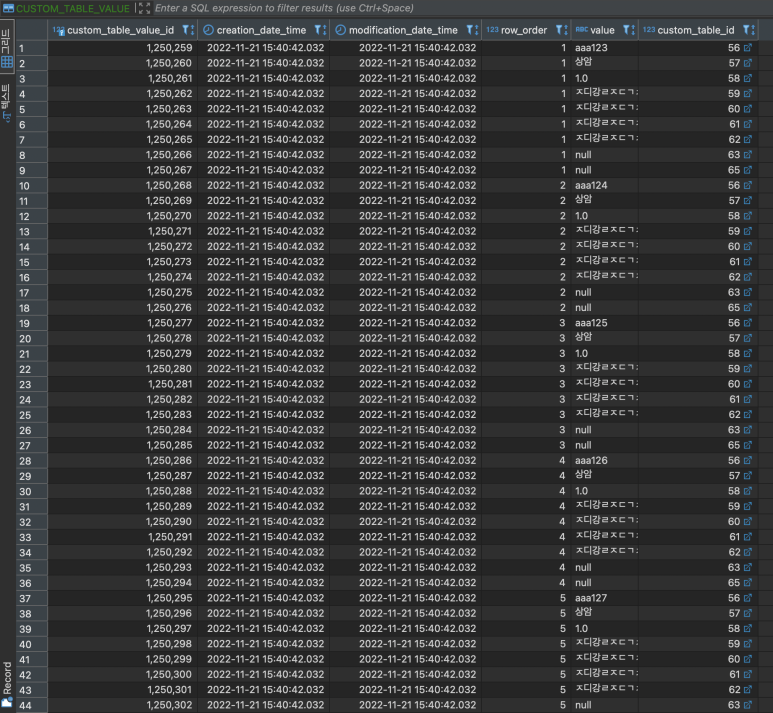 CUSTOM_TABLE_VALUE Enter a SQL expression to filter results (use Ctrl+Space)
그리드
텍스트
Record
123 custom_table_value_id creation_date_time modification_date_time 123 row_order ABC value 123 custom_table_id
1 1,250,259 2022-11-21 15:40:42.032 2022-11-21 15:40:42.032 1 aaa123 56
2 1,250,260 2022-11-21 15:40:42.032 2022-11-21 15:40:42.032 1 상암 57
3 1,250,261 2022-11-21 15:40:42.032 2022-11-21 15:40:42.032 1 1.0 58
4 1,250,262 2022-11-21 15:40:42.032 2022-11-21 15:40:42.032 1 ㅈ디강ㄹㅈㄷㄱ 59
5 1,250,263 2022-11-21 15:40:42.032 2022-11-21 15:40:42.032 1 ㅈ디강ㄹㅈㄷㄱ 60
6 1,250,264 2022-11-21 15:40:42.032 2022-11-21 15:40:42.032 1 ㅈ디강ㄹㅈㄷㄱ 61
7 1,250,265 2022-11-21 15:40:42.032 2022-11-21 15:40:42.032 1 ㅈ디강ㄹㅈㄷㄱ 62
8 1,250,266 2022-11-21 15:40:42.032 2022-11-21 15:40:42.032 1 null 63
9 1,250,267 2022-11-21 15:40:42.032 2022-11-21 15:40:42.032 1 null 65
10 1,250,268 2022-11-21 15:40:42.032 2022-11-21 15:40:42.032 2 aaa124 56
11 1,250,269 2022-11-21 15:40:42.032 2022-11-21 15:40:42.032 2 상암 57
12 1,250,270 2022-11-21 15:40:42.032 2022-11-21 15:40:42.032 2 1.0 58
13 1,250,271 2022-11-21 15:40:42.032 2022-11-21 15:40:42.032 2 ㅈ디강ㄹㅈㄷㄱ 59
14 1,250,272 2022-11-21 15:40:42.032 2022-11-21 15:40:42.032 2 ㅈ디강ㄹㅈㄷㄱ 60
15 1,250,273 2022-11-21 15:40:42.032 2022-11-21 15:40:42.032 2 ㅈ디강ㄹㅈㄷㄱ 61
16 1,250,274 2022-11-21 15:40:42.032 2022-11-21 15:40:42.032 2 ㅈ디강ㄹㅈㄷㄱ 62
17 1,250,275 2022-11-21 15:40:42.032 2022-11-21 15:40:42.032 2 null 63
18 1,250,276 2022-11-21 15:40:42.032 2022-11-21 15:40:42.032 2 null 65
19 1,250,277 2022-11-21 15:40:42.032 2022-11-21 15:40:42.032 3 aaa125 56
20 1,250,278 2022-11-21 15:40:42.032 2022-11-21 15:40:42.032 3 상암 57
21 1,250,279 2022-11-21 15:40:42.032 2022-11-21 15:40:42.032 3 1.0 58
22 1,250,280 2022-11-21 15:40:42.032 2022-11-21 15:40:42.032 3 ㅈ디강ㄹㅈㄷㄱ 59
23 1,250,281 2022-11-21 15:40:42.032 2022-11-21 15:40:42.032 3 ㅈ디강ㄹㅈㄷㄱ 60
24 1,250,282 2022-11-21 15:40:42.032 2022-11-21 15:40:42.032 3 ㅈ디강ㄹㅈㄷㄱ 61
25 1,250,283 2022-11-21 15:40:42.032 2022-11-21 15:40:42.032 3 ㅈ디강ㄹㅈㄷㄱ 62
26 1,250,284 2022-11-21 15:40:42.032 2022-11-21 15:40:42.032 3 null 63
27 1,250,285 2022-11-21 15:40:42.032 2022-11-21 15:40:42.032 3 null 65
28 1,250,286 2022-11-21 15:40:42.032 2022-11-21 15:40:42.032 4 aaa126 56
29 1,250,287 2022-11-21 15:40:42.032 2022-11-21 15:40:42.032 4 상암 57
30 1,250,288 2022-11-21 15:40:42.032 2022-11-21 15:40:42.032 4 1.0 58
31 1,250,289 2022-11-21 15:40:42.032 2022-11-21 15:40:42.032 4 ㅈ디강ㄹㅈㄷㄱ 59
32 1,250,290 2022-11-21 15:40:42.032 2022-11-21 15:40:42.032 4 ㅈ디강ㄹㅈㄷㄱ 60
33 1,250,291 2022-11-21 15:40:42.032 2022-11-21 15:40:42.032 4 ㅈ디강ㄹㅈㄷㄱ 61
34 1,250,292 2022-11-21 15:40:42.032 2022-11-21 15:40:42.032 4 ㅈ디강ㄹㅈㄷㄱ 62
35 1,250,293 2022-11-21 15:40:42.032 2022-11-21 15:40:42.032 4 null 63
36 1,250,294 2022-11-21 15:40:42.032 2022-11-21 15:40:42.032 4 null 65
37 1,250,295 2022-11-21 15:40:42.032 2022-11-21 15:40:42.032 5 aaa127 56
38 1,250,296 2022-11-21 15:40:42.032 2022-11-21 15:40:42.032 5 상암 57
39 1,250,297 2022-11-21 15:40:42.032 2022-11-21 15:40:42.032 5 1.0 58
40 1,250,298 2022-11-21 15:40:42.032 2022-11-21 15:40:42.032 5 ㅈ디강ㄹㅈㄷㄱ 59
41 1,250,299 2022-11-21 15:40:42.032 2022-11-21 15:40:42.032 5 ㅈ디강ㄹㅈㄷㄱ 60
42 1,250,300 2022-11-21 15:40:42.032 2022-11-21 15:40:42.032 5 ㅈ디강ㄹㅈㄷㄱ 61
43 1,250,301 2022-11-21 15:40:42.032 2022-11-21 15:40:42.032 5 ㅈ디강ㄹㅈㄷㄱ 62
44 1,250,302 2022-11-21 15:40:42.032 2022-11-21 15:40:42.032 5 null 63